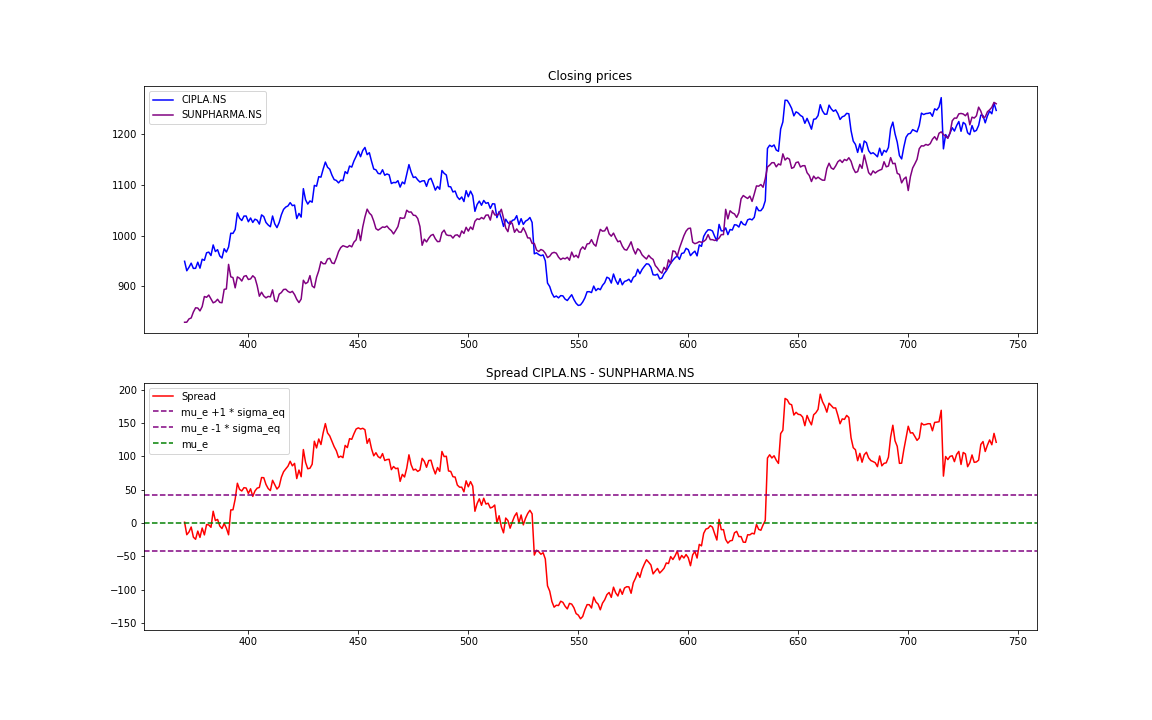 Closing prices
CIPLA.NS
SUNPHARMA.NS
1200
1100
1000
900
400 450 500 550 600 650 700 750
Spread CIPLA.NS - SUNPHARMA.NS
200
Spread
mu_e +1 * sigma_eq
150
mu_e -1 * sigma_eq
mu_e
100
50
0
−50
−100
−150
400 450 500 550 600 650 700 750